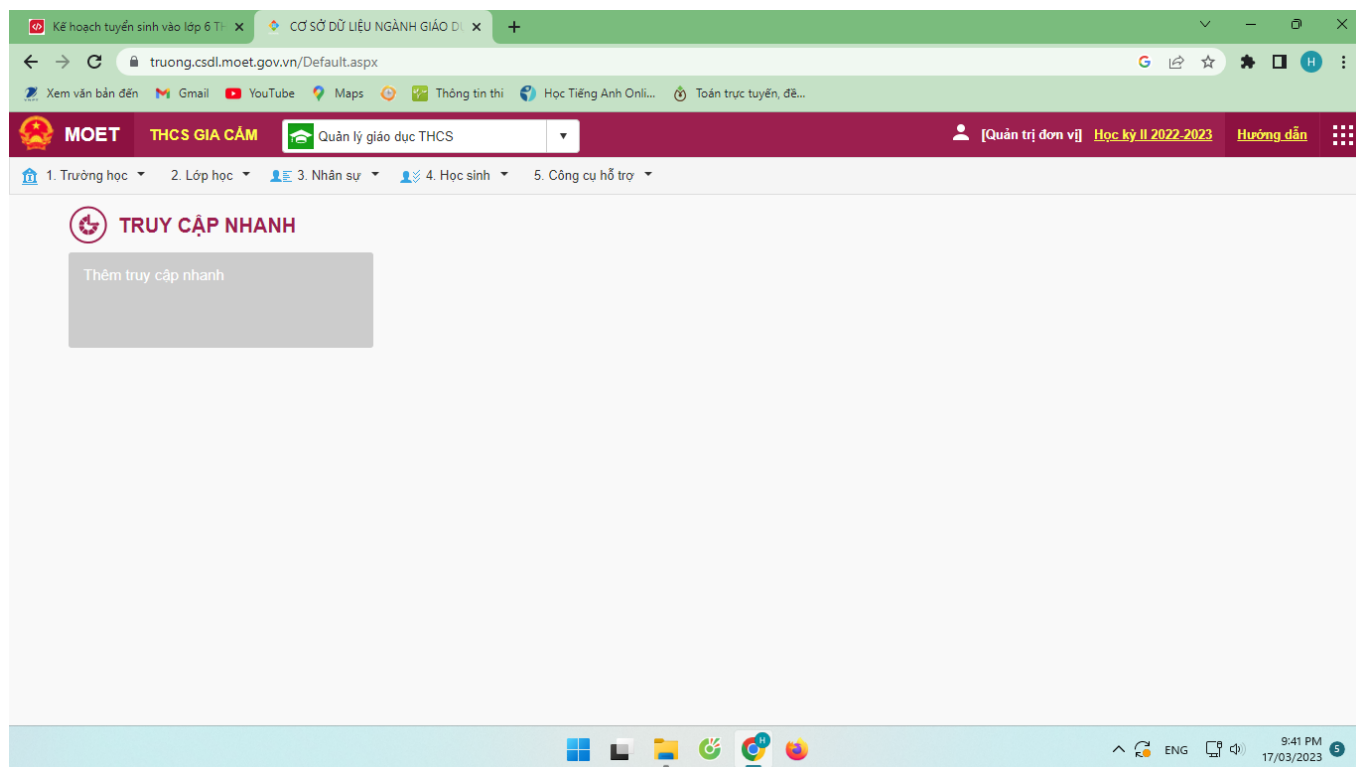 Kế hoạch tuyển sinh vào lớp 6 TH
CƠ SỞ DỮ LIỆU NGÀNH GIÁO DỤ
truong.csdl.moet.gov.vn/Default.aspx
G
H
Xem văn bản đến Gmail YouTube Maps Thông tin thi Học Tiếng Anh Onli... Toán trực tuyến, đề...
MOET THCS GIA CẨM Quản lý giáo dục THCS [Quản trị đơn vị] Học kỳ II 2022-2023 Hướng dẫn
1. Trường học 2. Lớp học 3. Nhân sự 4. Học sinh 5. Công cụ hỗ trợ
TRUY CẬP NHANH
Thêm truy cập nhanh
H
ENG
9:41 PM
17/03/2023
5